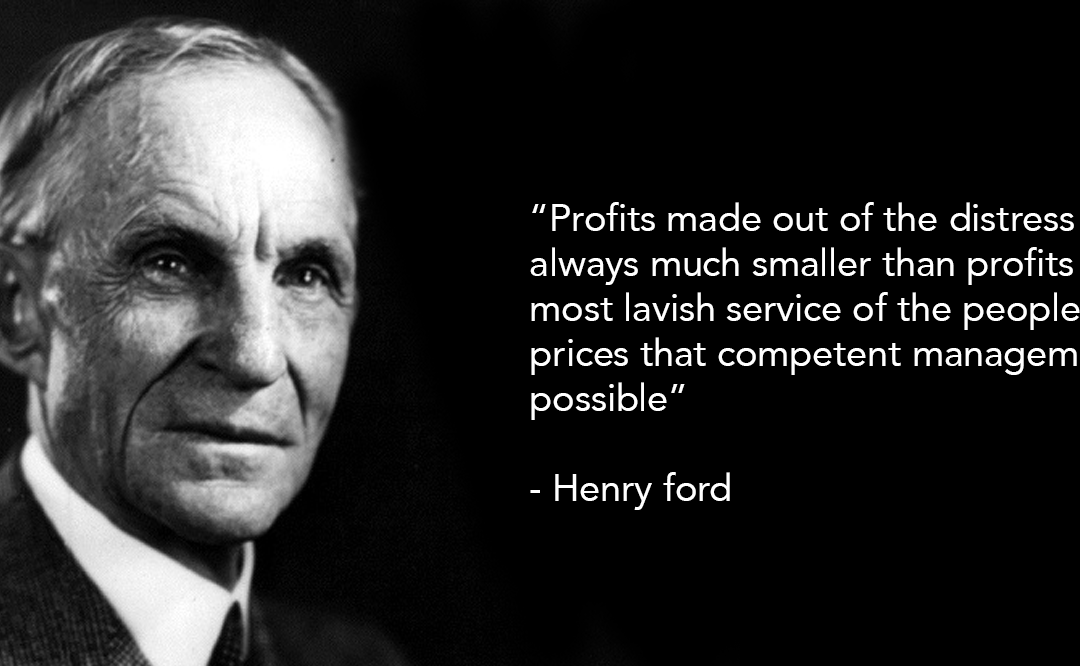 “Profits made out of the distress
always much smaller than profits
most lavish service of the people
prices that competent managem
possible”
- Henry ford